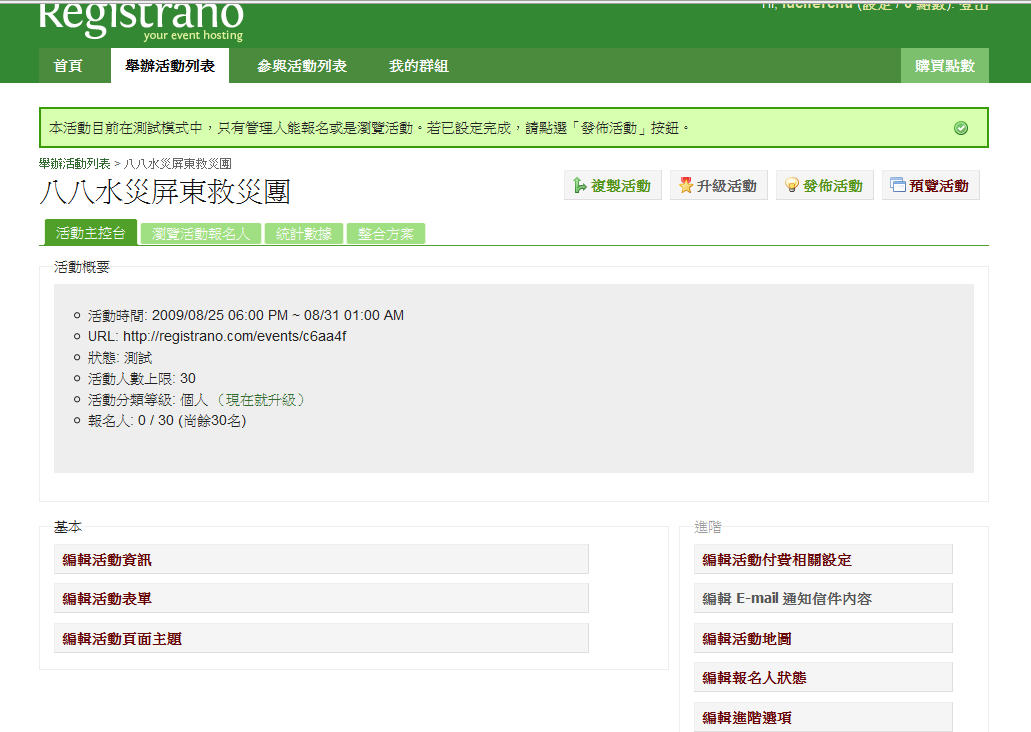 Registrano
your event hosting
Hi, luciferchu (設定 / 0 點數). 登出
首頁 舉辦活動列表 參與活動列表 我的群組 購買點數
本活動目前在測試模式中，只有管理人能報名或是瀏覽活動。若已設定完成，請點選「發佈活動」按鈕。
舉辦活動列表 > 八八水災屏東救災團
八八水災屏東救災團
複製活動 升級活動 發佈活動 預覽活動
活動主控台 瀏覽活動報名人 統計數據 整合方案
活動概要
活動時間: 2009/08/25 06:00 PM ~ 08/31 01:00 AM
URL: http://registrano.com/events/c6aa4f
狀態: 測試
活動人數上限: 30
活動分類等級: 個人 （現在就升級）
報名人: 0 / 30 (尚餘30名)
基本
編輯活動資訊
編輯活動表單
編輯活動頁面主題
進階
編輯活動付費相關設定
編輯 E-mail 通知信件內容
編輯活動地圖
編輯報名人狀態
編輯進階選項